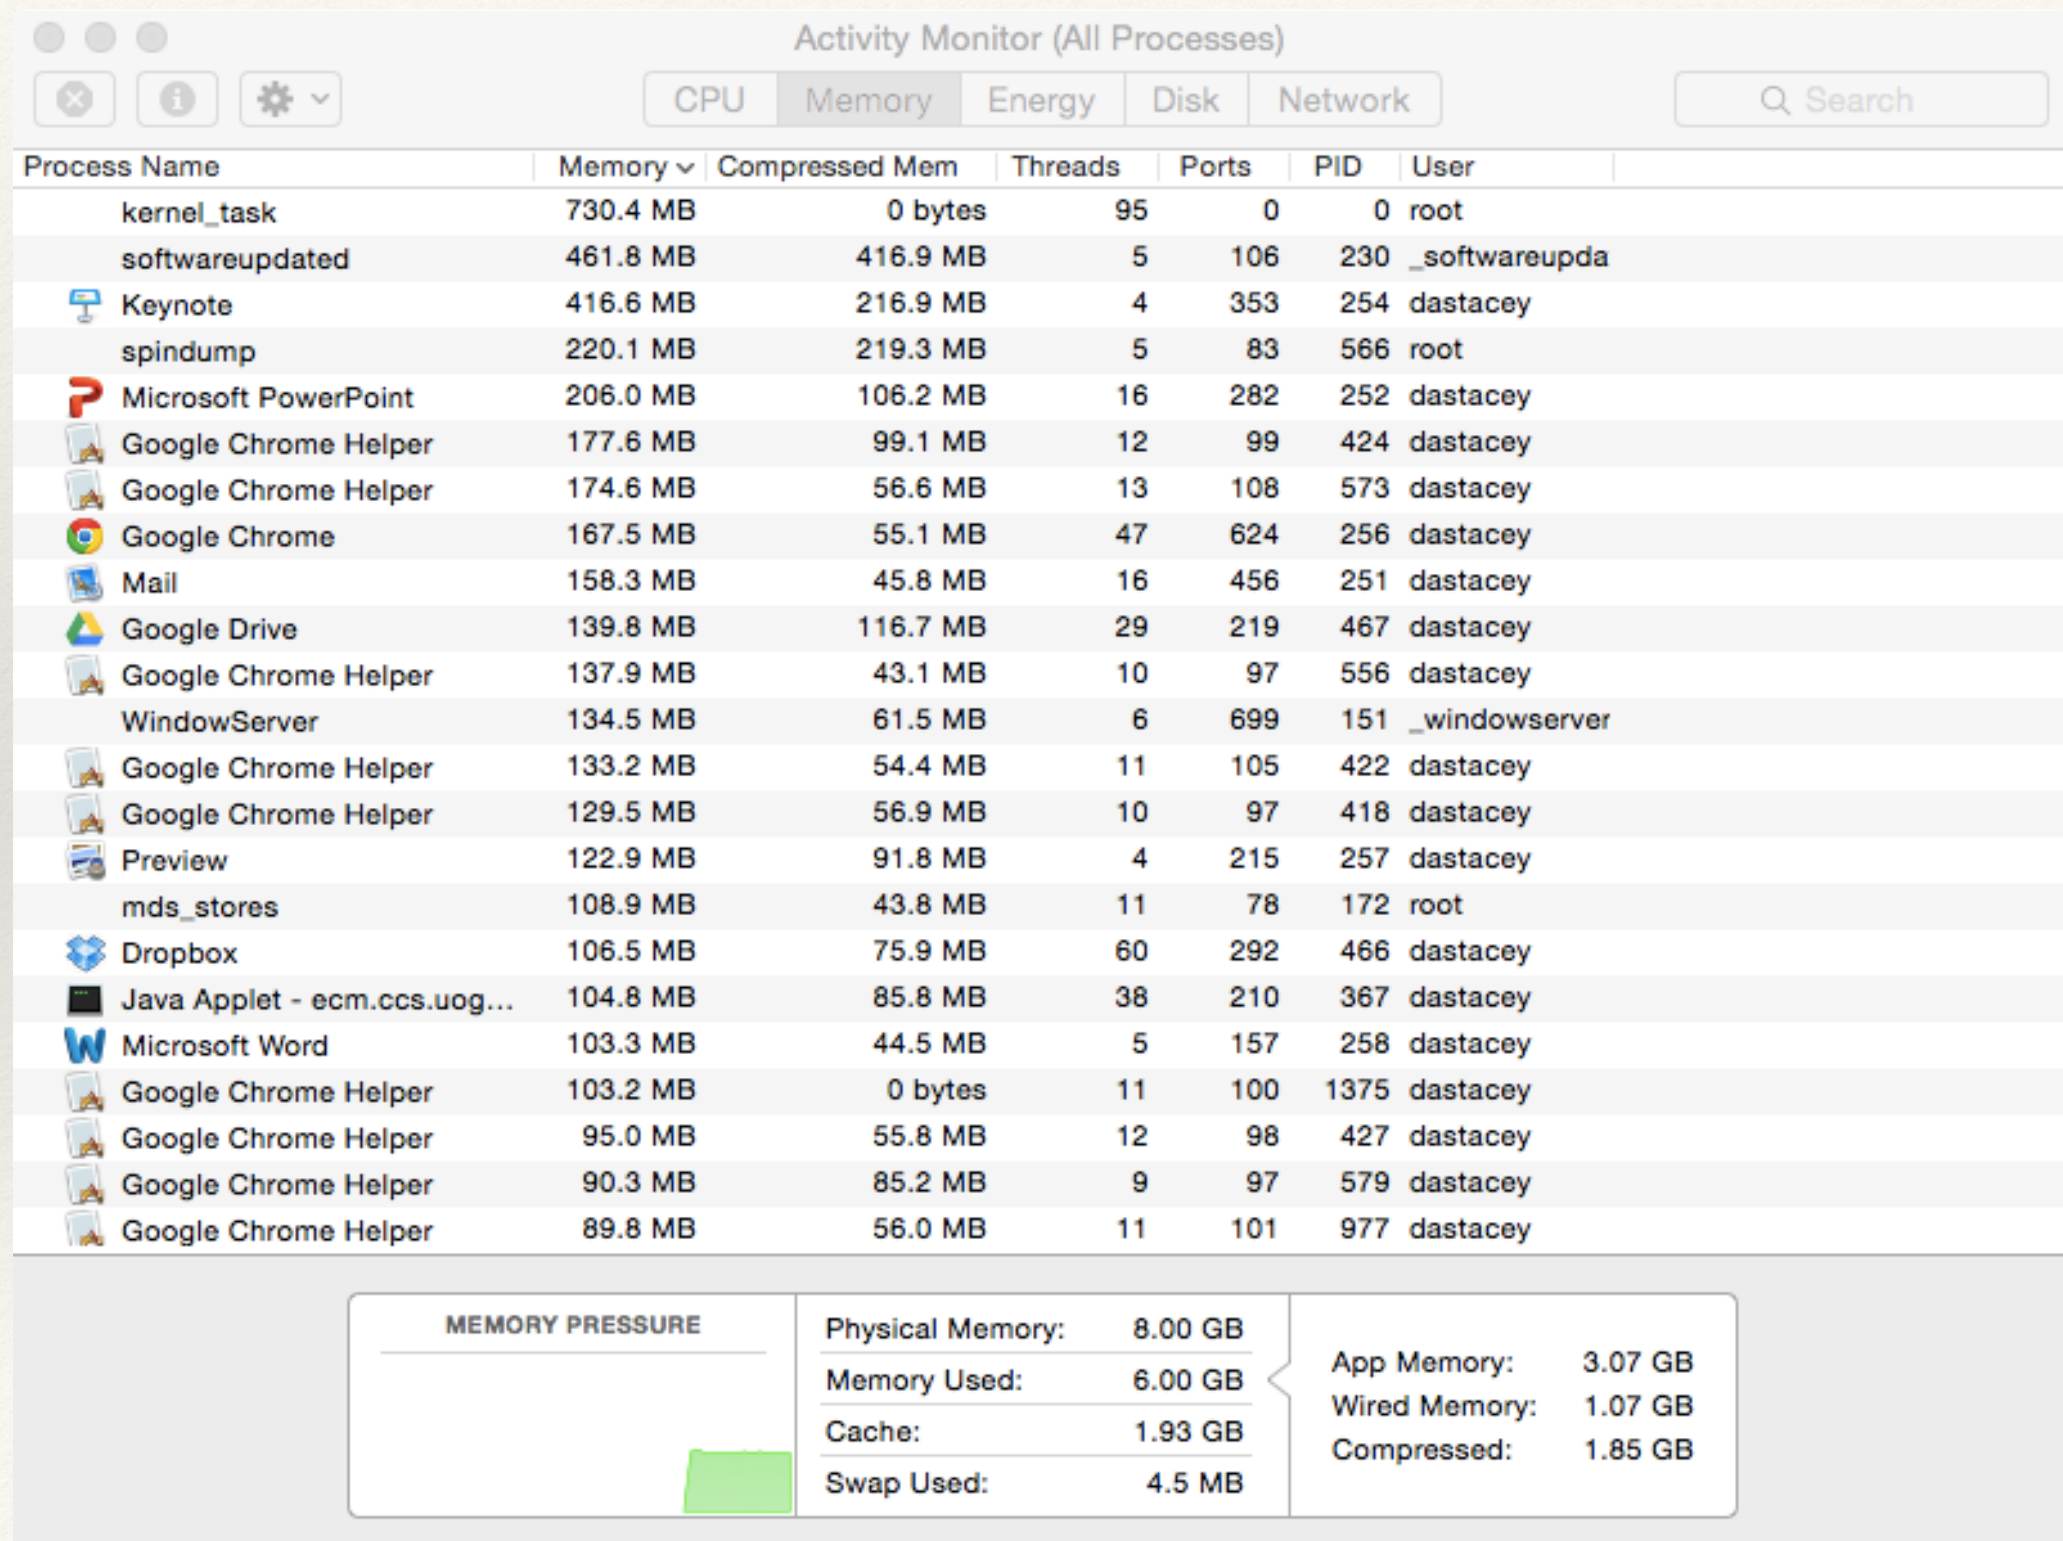 Activity Monitor (All Processes)
CPU Memory Energy Disk Network Search
Process Name Memory Compressed Mem Threads Ports PID User
kernel_task 730.4 MB 0 bytes 95 0 0 root
softwareupdated 461.8 MB 416.9 MB 5 106 230 _softwareupda
Keynote 416.6 MB 216.9 MB 4 353 254 dastacey
spindump 220.1 MB 219.3 MB 5 83 566 root
Microsoft PowerPoint 206.0 MB 106.2 MB 16 282 252 dastacey
Google Chrome Helper 177.6 MB 99.1 MB 12 99 424 dastacey
Google Chrome Helper 174.6 MB 56.6 MB 13 108 573 dastacey
Google Chrome 167.5 MB 55.1 MB 47 624 256 dastacey
Mail 158.3 MB 45.8 MB 16 456 251 dastacey
Google Drive 139.8 MB 116.7 MB 29 219 467 dastacey
Google Chrome Helper 137.9 MB 43.1 MB 10 97 556 dastacey
WindowServer 134.5 MB 61.5 MB 6 699 151 _windowserver
Google Chrome Helper 133.2 MB 54.4 MB 11 105 422 dastacey
Google Chrome Helper 129.5 MB 56.9 MB 10 97 418 dastacey
Preview 122.9 MB 91.8 MB 4 215 257 dastacey
mds_stores 108.9 MB 43.8 MB 11 78 172 root
Dropbox 106.5 MB 75.9 MB 60 292 466 dastacey
Java Applet - ecm.ccs.uog... 104.8 MB 85.8 MB 38 210 367 dastacey
Microsoft Word 103.3 MB 44.5 MB 5 157 258 dastacey
Google Chrome Helper 103.2 MB 0 bytes 11 100 1375 dastacey
Google Chrome Helper 95.0 MB 55.8 MB 12 98 427 dastacey
Google Chrome Helper 90.3 MB 85.2 MB 9 97 579 dastacey
Google Chrome Helper 89.8 MB 56.0 MB 11 101 977 dastacey
MEMORY PRESSURE
Physical Memory: 8.00 GB
Memory Used: 6.00 GB
Cache: 1.93 GB
Swap Used: 4.5 MB
App Memory: 3.07 GB
Wired Memory: 1.07 GB
Compressed: 1.85 GB